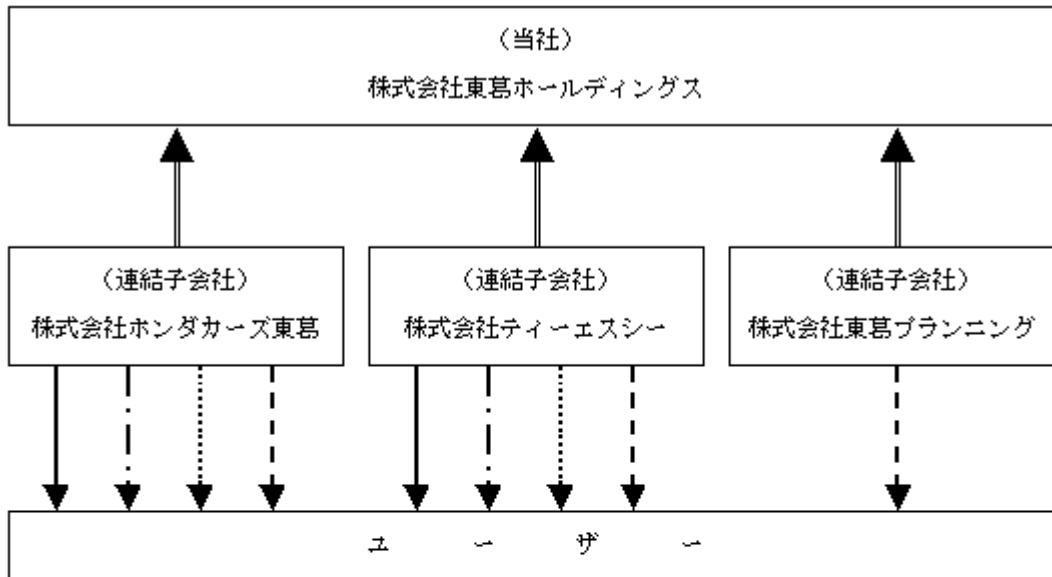 （当社）
株式会社東葛ホールディングス
（連結子会社）
株式会社ホンダカーズ東葛
（連結子会社）
株式会社ティーエスシー
（連結子会社）
株式会社東葛プランニング
ユーザー